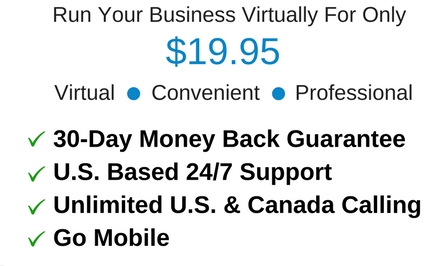 Run Your Business Virtually For Only
$19.95
Virtual ● Convenient ● Professional
✓ 30-Day Money Back Guarantee
✓ U.S. Based 24/7 Support
✓ Unlimited U.S. & Canada Calling
✓ Go Mobile